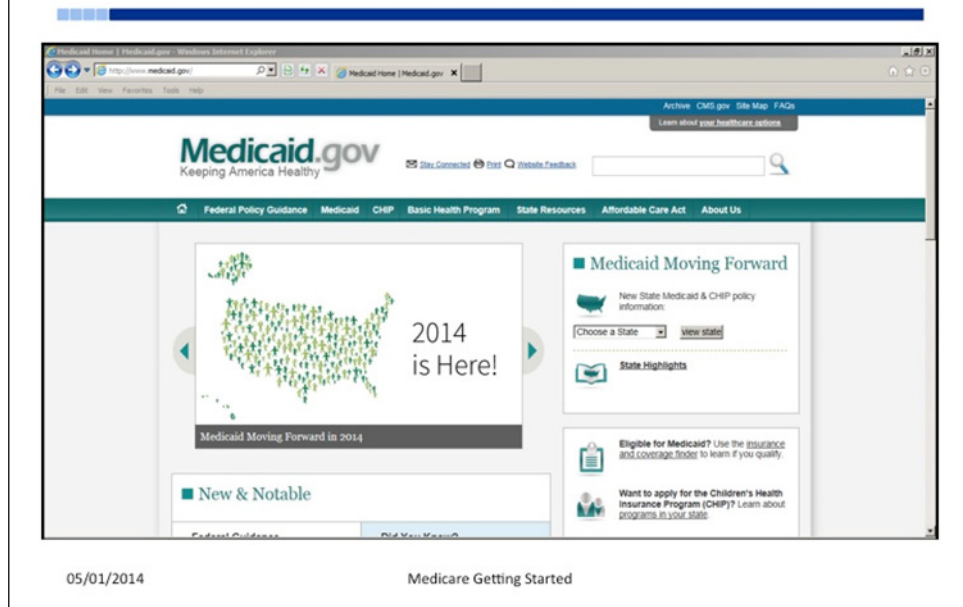 Medicaid Home | Medicaid.gov - Windows Internet Explorer
http://www.medicaid.gov/
Medicaid Home | Medicaid.gov
File Edit View Favorites Tools Help
Archive CMS.gov Site Map FAQs
Learn about your healthcare options
Medicaid.gov
Keeping America Healthy
Stay Connected Print Website Feedback
Federal Policy Guidance Medicaid CHIP Basic Health Program State Resources Affordable Care Act About Us
2014
is Here!
Medicaid Moving Forward in 2014
Medicaid Moving Forward
New State Medicaid & CHIP policy
information:
Choose a State view state
State Highlights
Eligible for Medicaid? Use the insurance
and coverage finder to learn if you qualify.
Want to apply for the Children's Health
Insurance Program (CHIP)? Learn about
programs in your state.
New & Notable
Federal Guidance Did You Know?
05/01/2014 Medicare Getting Started